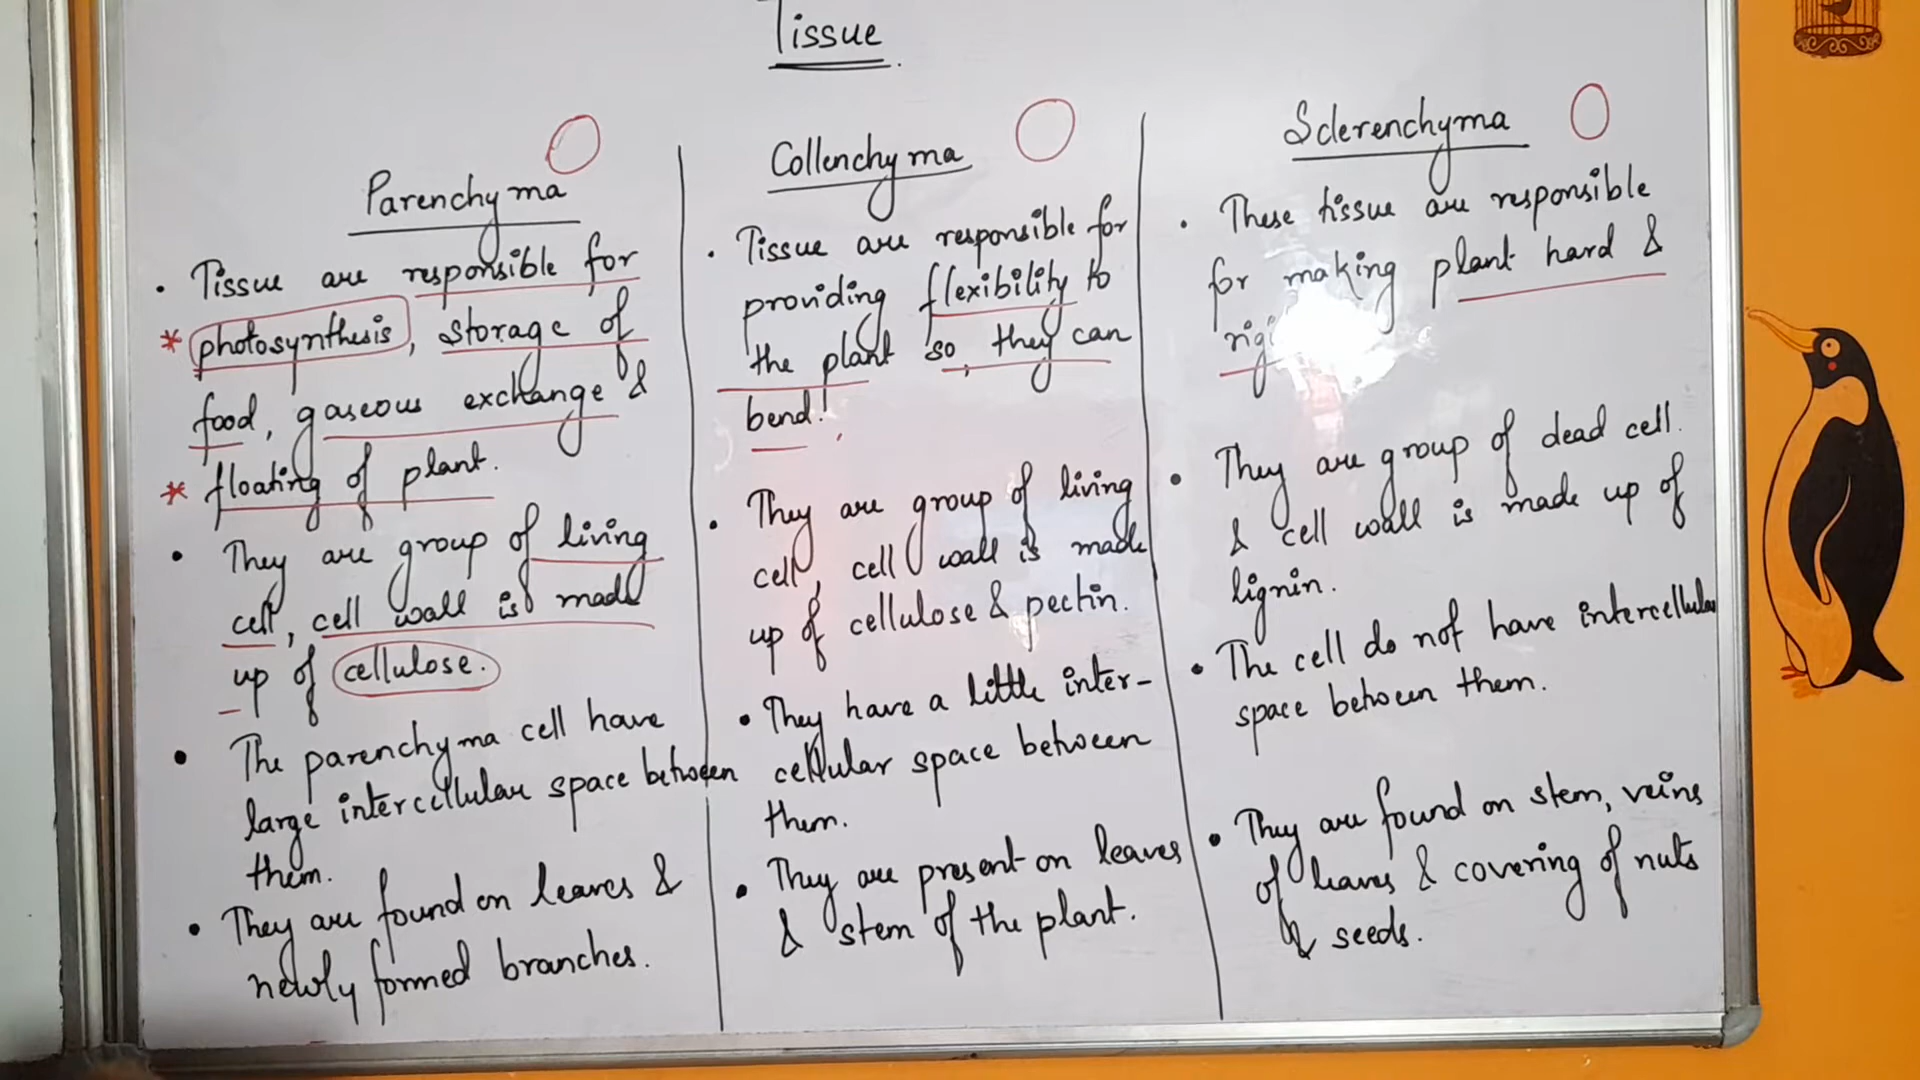 Tissue.
Parenchyma
• Tissue are responsible for
* photosynthesis, storage of
food, gaseous exchange &
* floating of plant.
• They are group of living
cell, cell wall is made
up of cellulose.
• The parenchyma cell have
large intercellular space between
them.
• They are found on leaves &
newly formed branches.
Collenchyma
• Tissue are responsible for
providing flexibility to
the plant so, they can
bend.
• They are group of living
cell, cell wall is made
up of cellulose & pectin.
• They have a little inter-
cellular space between
them.
• They are present on leaves
& stem of the plant.
Sclerenchyma
• These tissue are responsible
for making plant hard &
• They are group of dead cell.
& cell wall is made up of
lignin.
• The cell do not have intercellular
space between them.
• They are found on stem, veins
of leaves & covering of nuts
& seeds.